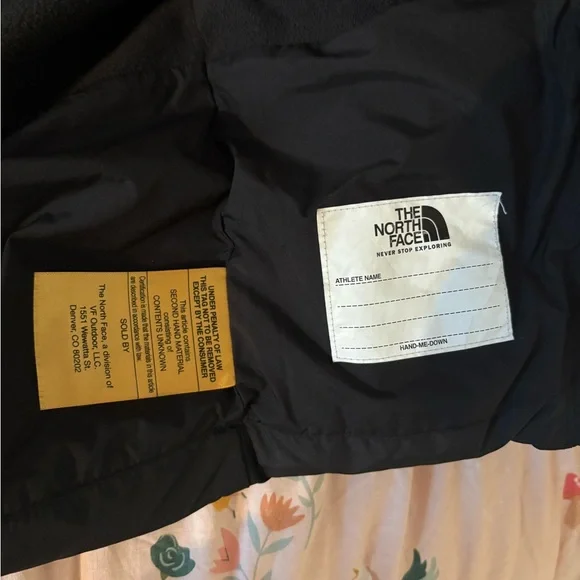 THE
NORTH
FACE
NEVER STOP EXPLORING
ATHLETE NAME
HAND-ME-DOWN
UNDER PENALTY OF LAW
THIS TAG NOT TO BE REMOVED
EXCEPT BY THE CONSUMER
This article contains
SECOND HAND MATERIAL
consisting of
CONTENTS UNKNOWN
Certification is made that the materials in this article
are described in accordance with law.
SOLD BY
The North Face, a division of
VF Outdoor, LLC.
1551 Wewatta St.
Denver, CO 80202